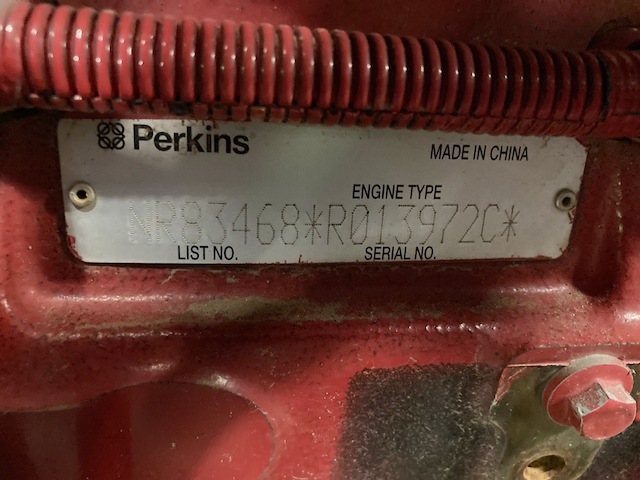 Perkins
MADE IN CHINA
ENGINE TYPE
NR83468*R013972C*
LIST NO. SERIAL NO.